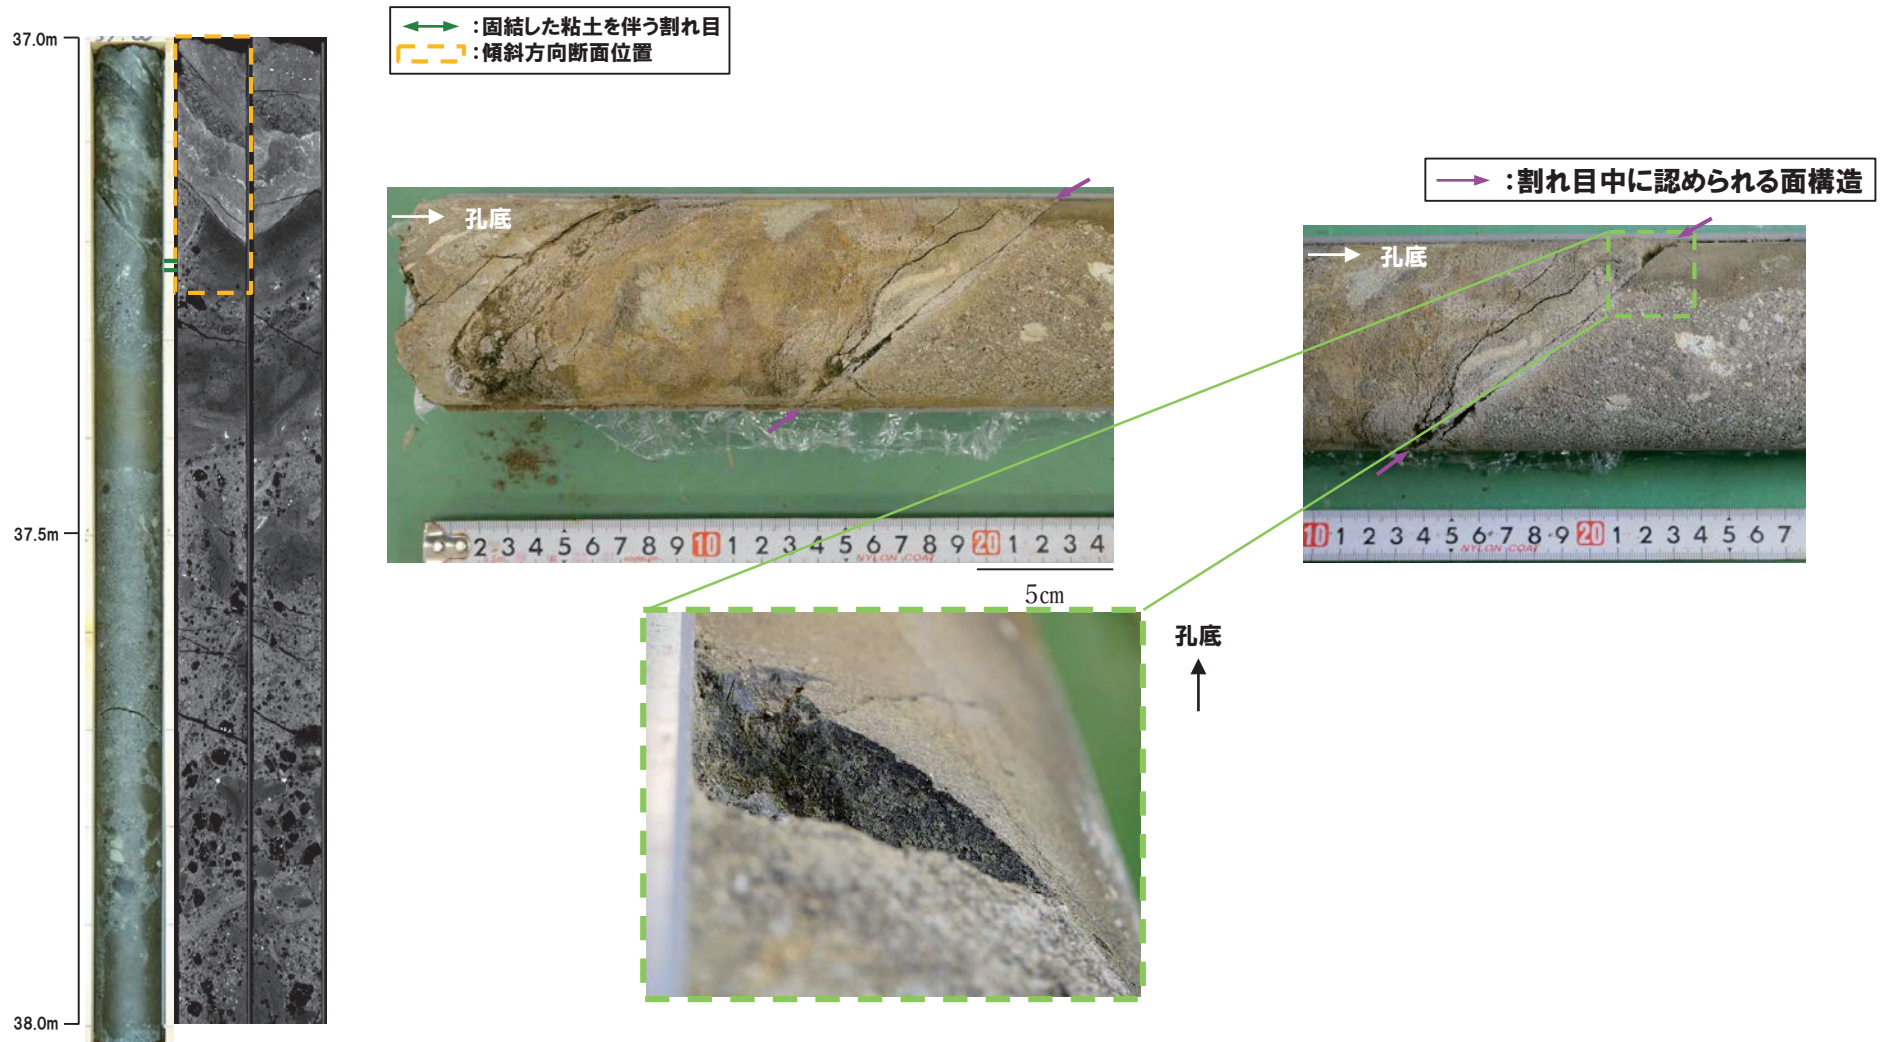 :固結した粘土を伴う割れ目
:傾斜方向断面位置
37.0m
37.5m
38.0m
孔底
2 3 4 5 6 7 8 9 10 1 2 3 4 5 6 7 8 9 20 1 2 3 4
NYLON COAT
5cm
:割れ目中に認められる面構造
孔底
10 1 2 3 4 5 6 7 8 9 20 1 2 3 4 5 6 7
NYLON COAT
孔底